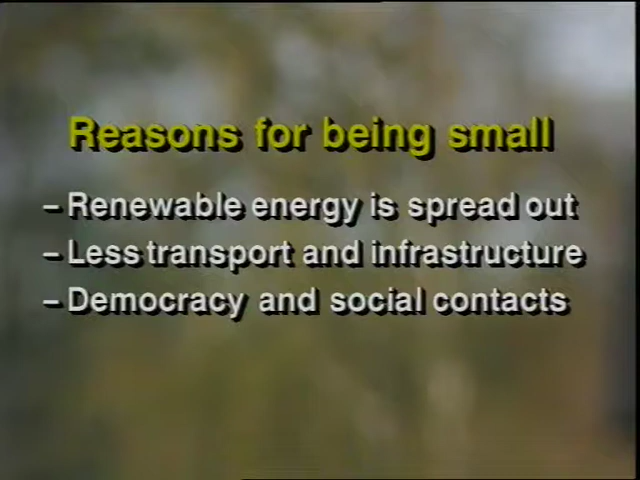 Reasons for being small
– Renewable energy is spread out
– Less transport and infrastructure
– Democracy and social contacts